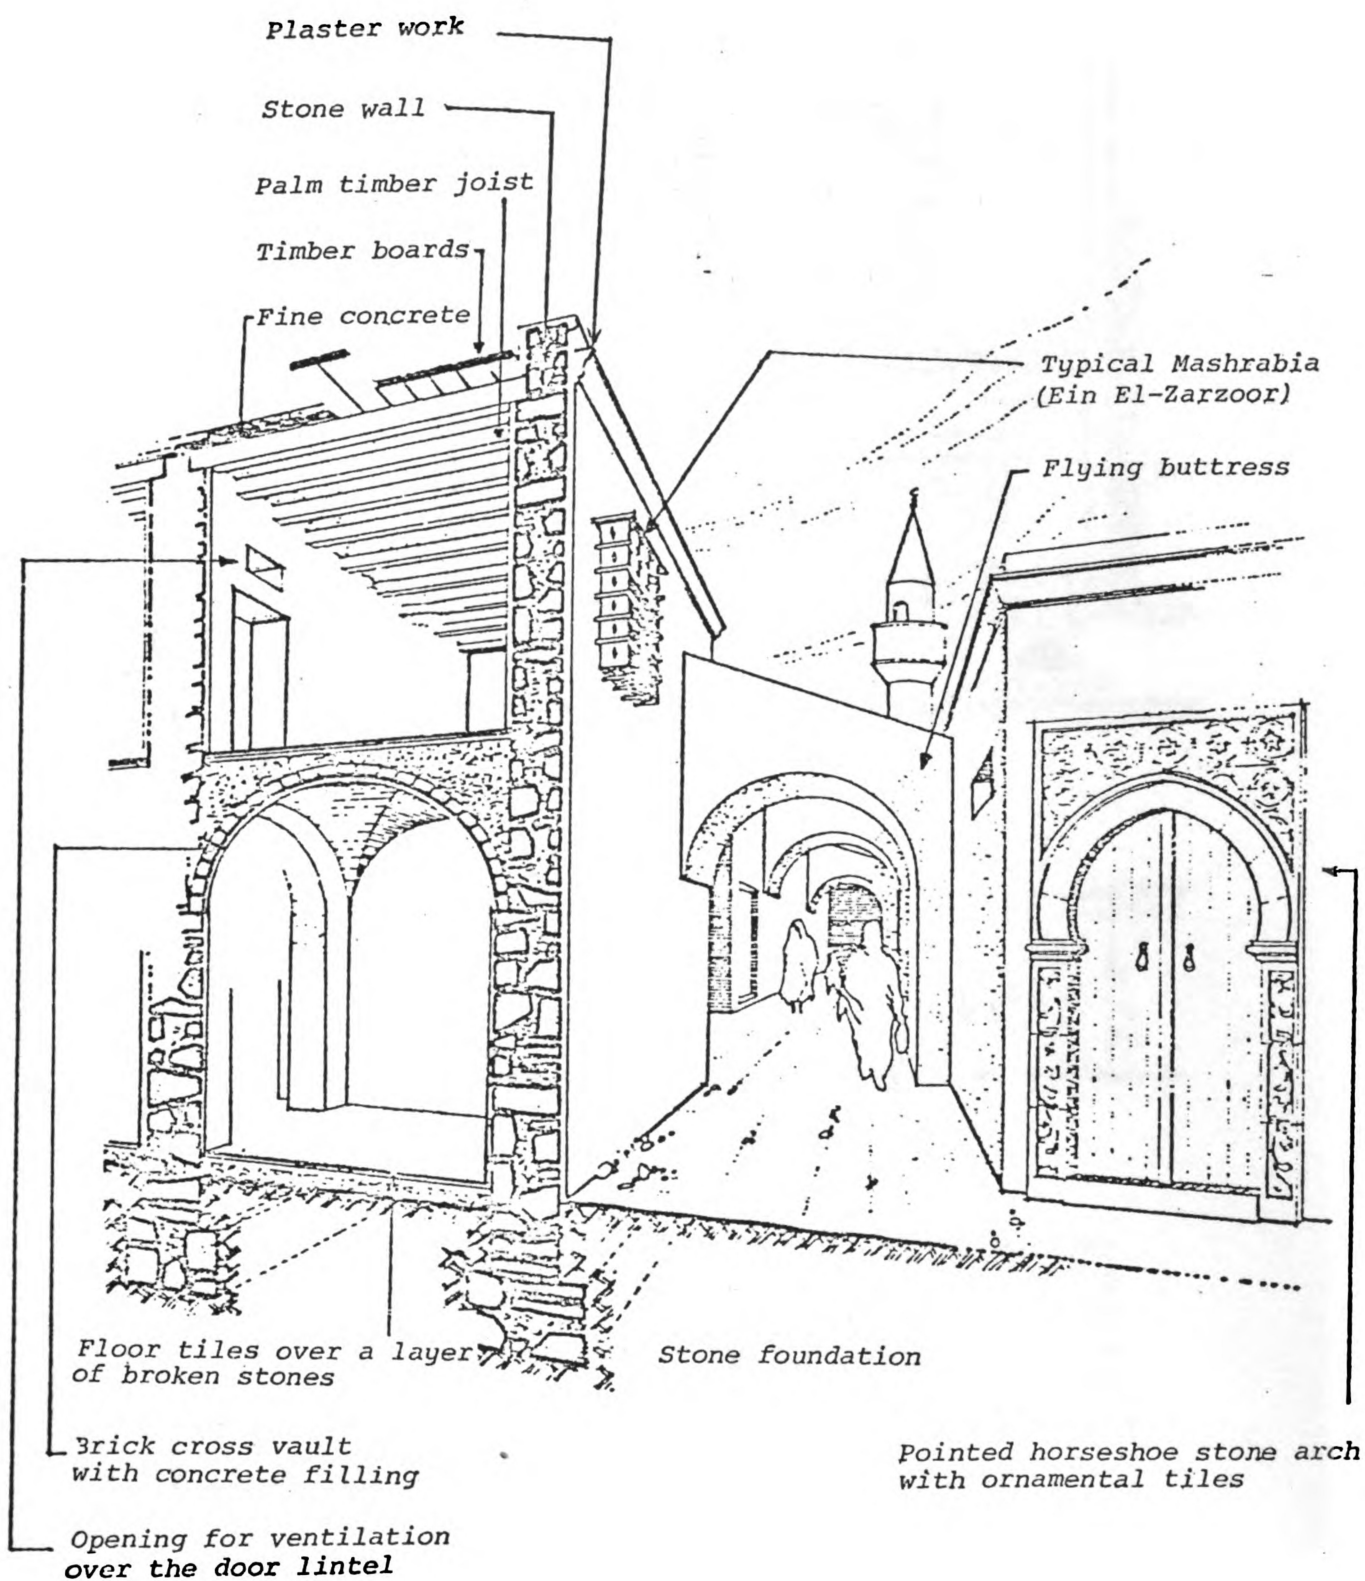 Plaster work
Stone wall
Palm timber joist
Timber boards
Fine concrete
Typical Mashrabia
(Ein El-Zarzoor)
Flying buttress
Floor tiles over a layer
of broken stones
Stone foundation
Brick cross vault
with concrete filling
Pointed horseshoe stone arch
with ornamental tiles
Opening for ventilation
over the door lintel